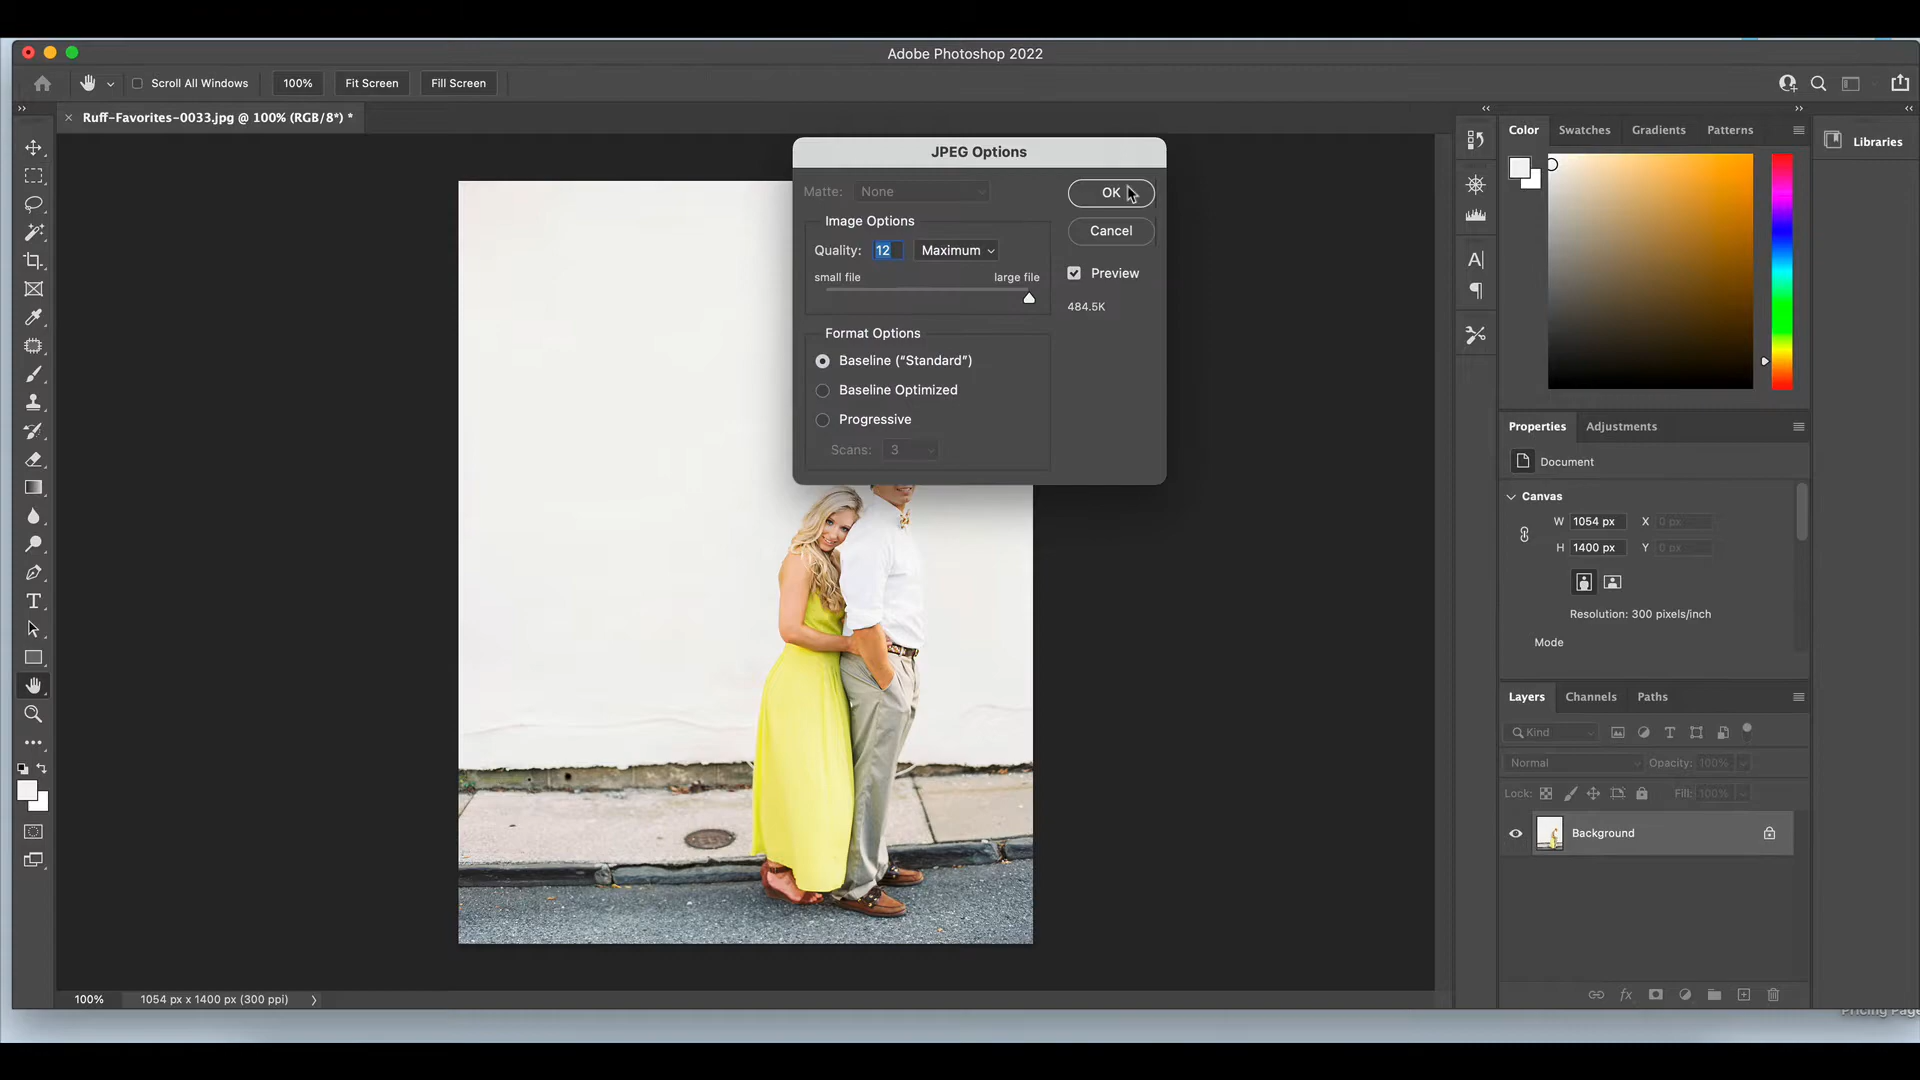 Adobe Photoshop 2022
Scroll All Windows 100% Fit Screen Fill Screen
Ruff-Favorites-0033.jpg @ 100% (RGB/8*) *
JPEG Options
Matte: None
OK
Image Options
Cancel
Quality: 12 Maximum
small file large file
Preview
484.5K
Format Options
Baseline (“Standard”)
Baseline Optimized
Progressive
Scans: 3
Color Swatches Gradients Patterns
Libraries
Properties Adjustments
Document
Canvas
W 1054 px X 0 px
H 1400 px Y 0 px
Resolution: 300 pixels/inch
Mode
Layers Channels Paths
Kind
Normal Opacity: 100%
Lock: Fill: 100%
Background
fx
100% 1054 px x 1400 px (300 ppi)
Pricing Page